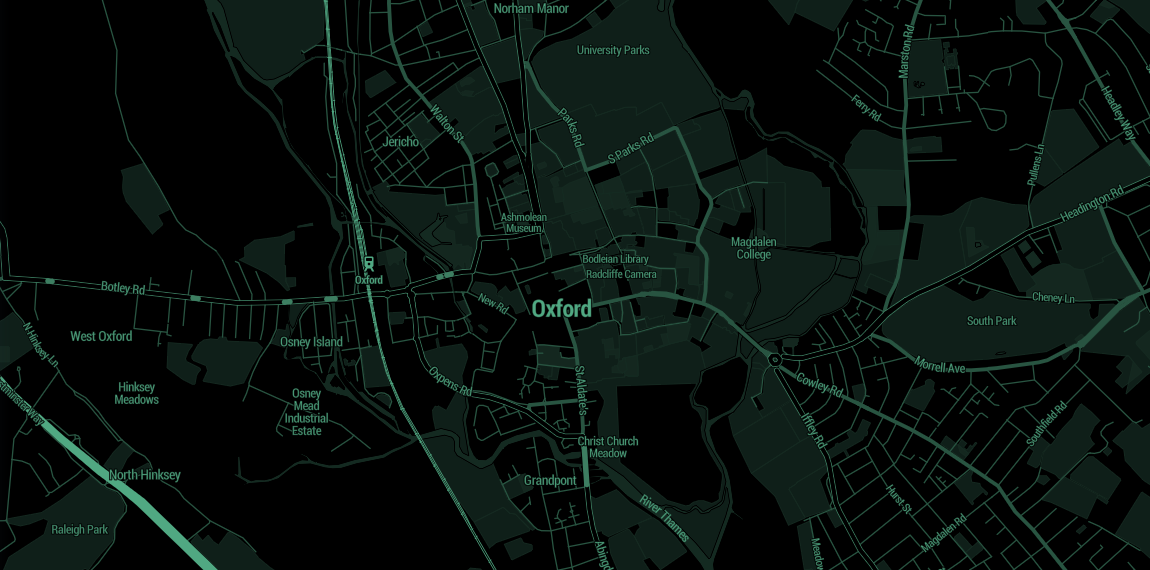 Norham Manor
University Parks
Marston Rd
Headley Way
Ferry Rd
Walton St
Parks Rd
Jericho
S Parks Rd
Pullens Ln
Headington Rd
Ashmolean
Museum
Magdalen
College
Bodleian Library
Radcliffe Camera
Oxford
Botley Rd
New Rd
Oxford
Cheney Ln
South Park
N Hinksey Ln
West Oxford
Osney Island
Morrell Ave
Oxpens Rd
St Aldate's
Cowley Rd
Hinksey
Meadows
Osney
Mead
Industrial
Estate
Iffley Rd
Southfield Rd
Christ Church
Meadow
North Hinksey
Grandpont
Hurst St
River Thames
Raleigh Park
Magdalen Rd
Abing
Meadow